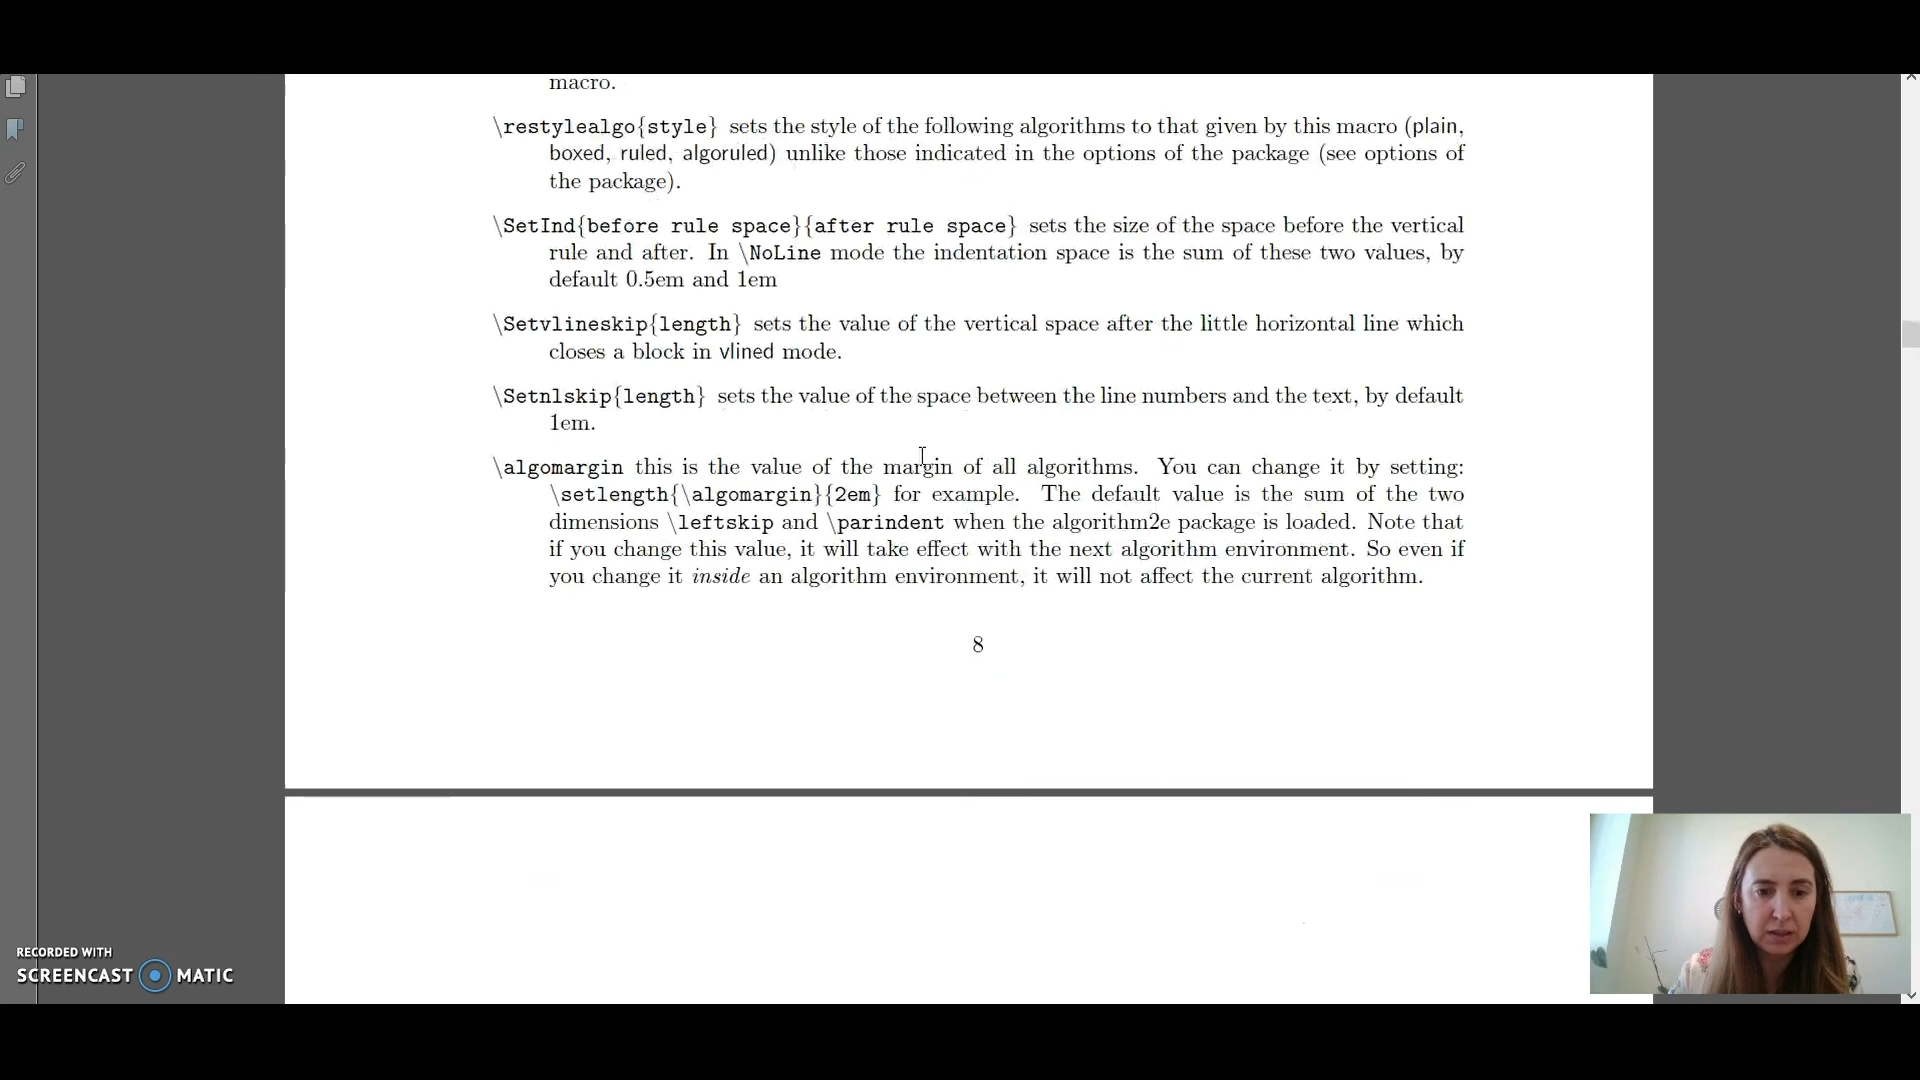 macro.
\restylealgo{style} sets the style of the following algorithms to that given by this macro (plain,
boxed, ruled, algoruled) unlike those indicated in the options of the package (see options of
the package).
\SetInd{before rule space}{after rule space} sets the size of the space before the vertical
rule and after. In \NoLine mode the indentation space is the sum of these two values, by
default 0.5em and 1em
\Setvlineskip{length} sets the value of the vertical space after the little horizontal line which
closes a block in vlined mode.
\Setnlskip{length} sets the value of the space between the line numbers and the text, by default
1em.
\algomargin this is the value of the margin of all algorithms. You can change it by setting:
\setlength{\algomargin}{2em} for example. The default value is the sum of the two
dimensions \leftskip and \parindent when the algorithm2e package is loaded. Note that
if you change this value, it will take effect with the next algorithm environment. So even if
you change it inside an algorithm environment, it will not affect the current algorithm.
8
RECORDED WITH
SCREENCAST MATIC